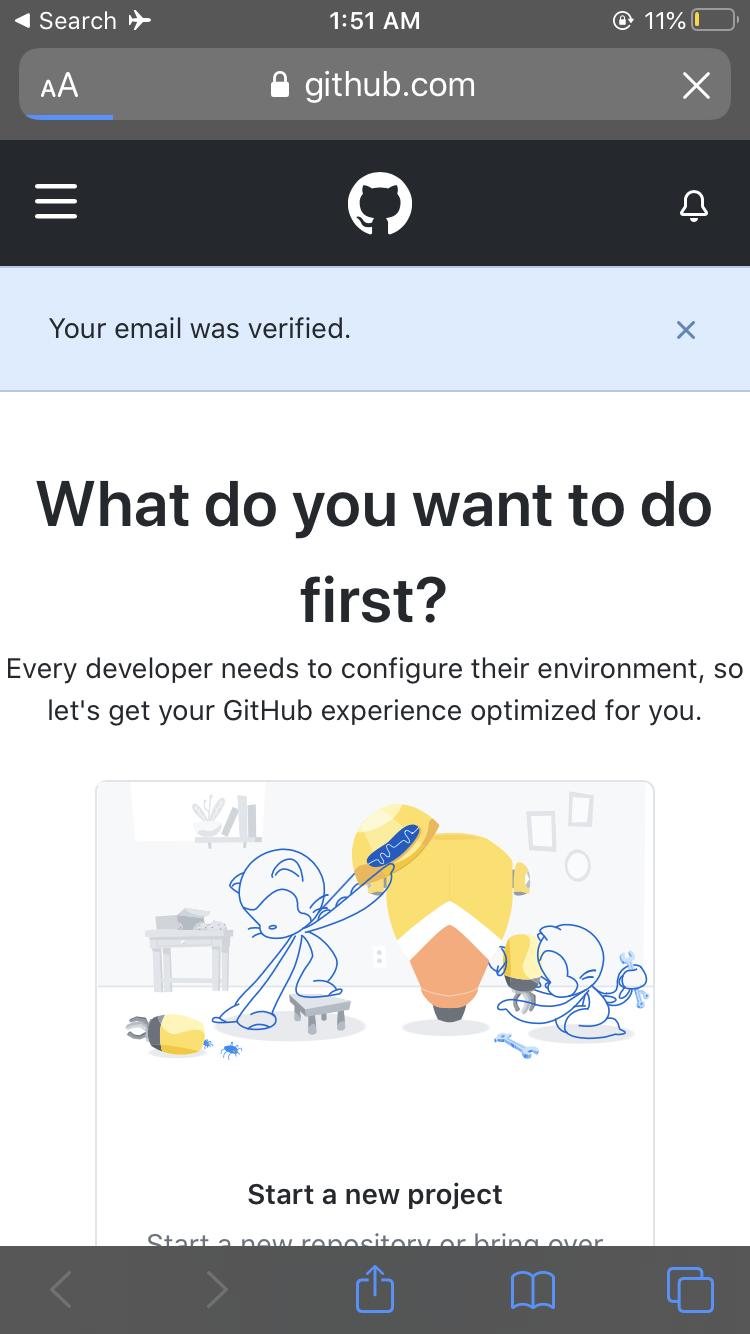 Search 1:51 AM 11%
AA github.com
Your email was verified.
What do you want to do
first?
Every developer needs to configure their environment, so
let's get your GitHub experience optimized for you.
Start a new project
Start a new repository or bring over